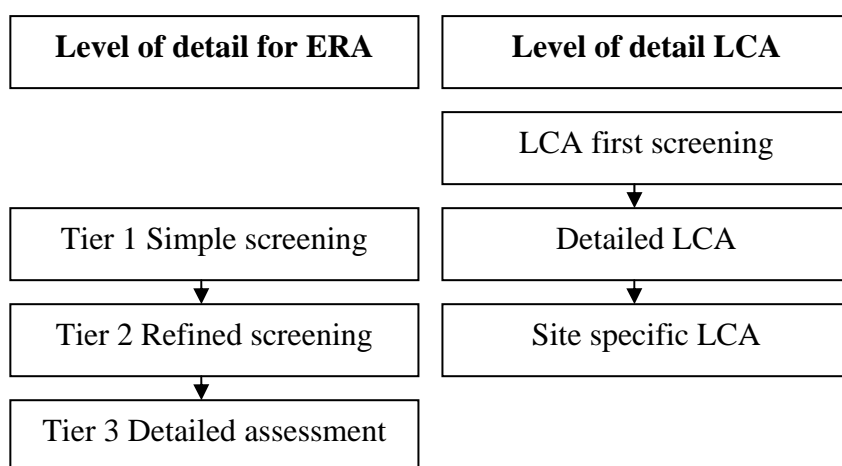 Level of detail for ERA
Level of detail LCA
LCA first screening
Tier 1 Simple screening
Detailed LCA
Tier 2 Refined screening
Site specific LCA
Tier 3 Detailed assessment